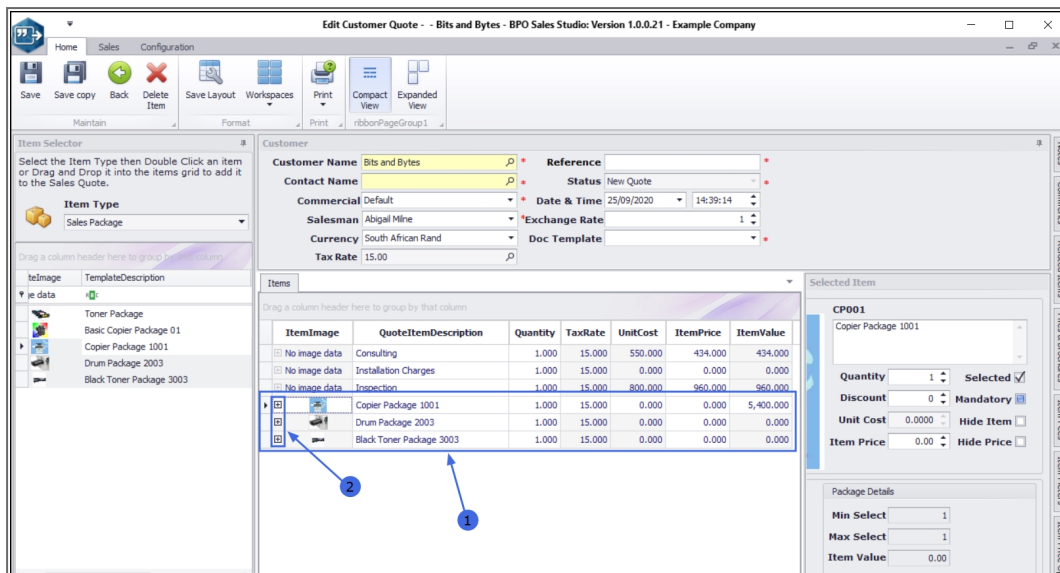 Edit Customer Quote - - Bits and Bytes - BPO Sales Studio: Version 1.0.0.21 - Example Company
Home Sales Configuration
Save Save copy Back Delete Item Save Layout Workspaces Print Compact View Expanded View
Maintain Format Print ribbonPageGroup1
Item Selector
Select the Item Type then Double Click an item
or Drag and Drop it into the items grid to add it
to the Sales Quote.
Item Type
Sales Package
Drag a column header here to group by that column
teImage TemplateDescription
je data
Toner Package
Basic Copier Package 01
Copier Package 1001
Drum Package 2003
Black Toner Package 3003
Customer
Customer Name Bits and Bytes * Reference *
Contact Name * Status New Quote *
Commercial Default * Date & Time 25/09/2020 14:39:14
Salesman Abigail Milne *Exchange Rate 1
Currency South African Rand Doc Template *
Tax Rate 15.00
Items
Drag a column header here to group by that column
ItemImage QuoteItemDescription Quantity TaxRate UnitCost ItemPrice ItemValue
No image data Consulting 1.000 15.000 550.000 434.000 434.000
No image data Installation Charges 1.000 15.000 0.000 0.000 0.000
No image data Inspection 1.000 15.000 800.000 960.000 960.000
Copier Package 1001 1.000 15.000 0.000 0.000 5,400.000
Drum Package 2003 1.000 15.000 0.000 0.000 0.000
Black Toner Package 3003 1.000 15.000 0.000 0.000 0.000
2
1
Selected Item
CP001
Copier Package 1001
Quantity 1 Selected
Discount 0 Mandatory
Unit Cost 0.0000 Hide Item
Item Price 0.00 Hide Price
Package Details
Min Select 1
Max Select 1
Item Value 0.00